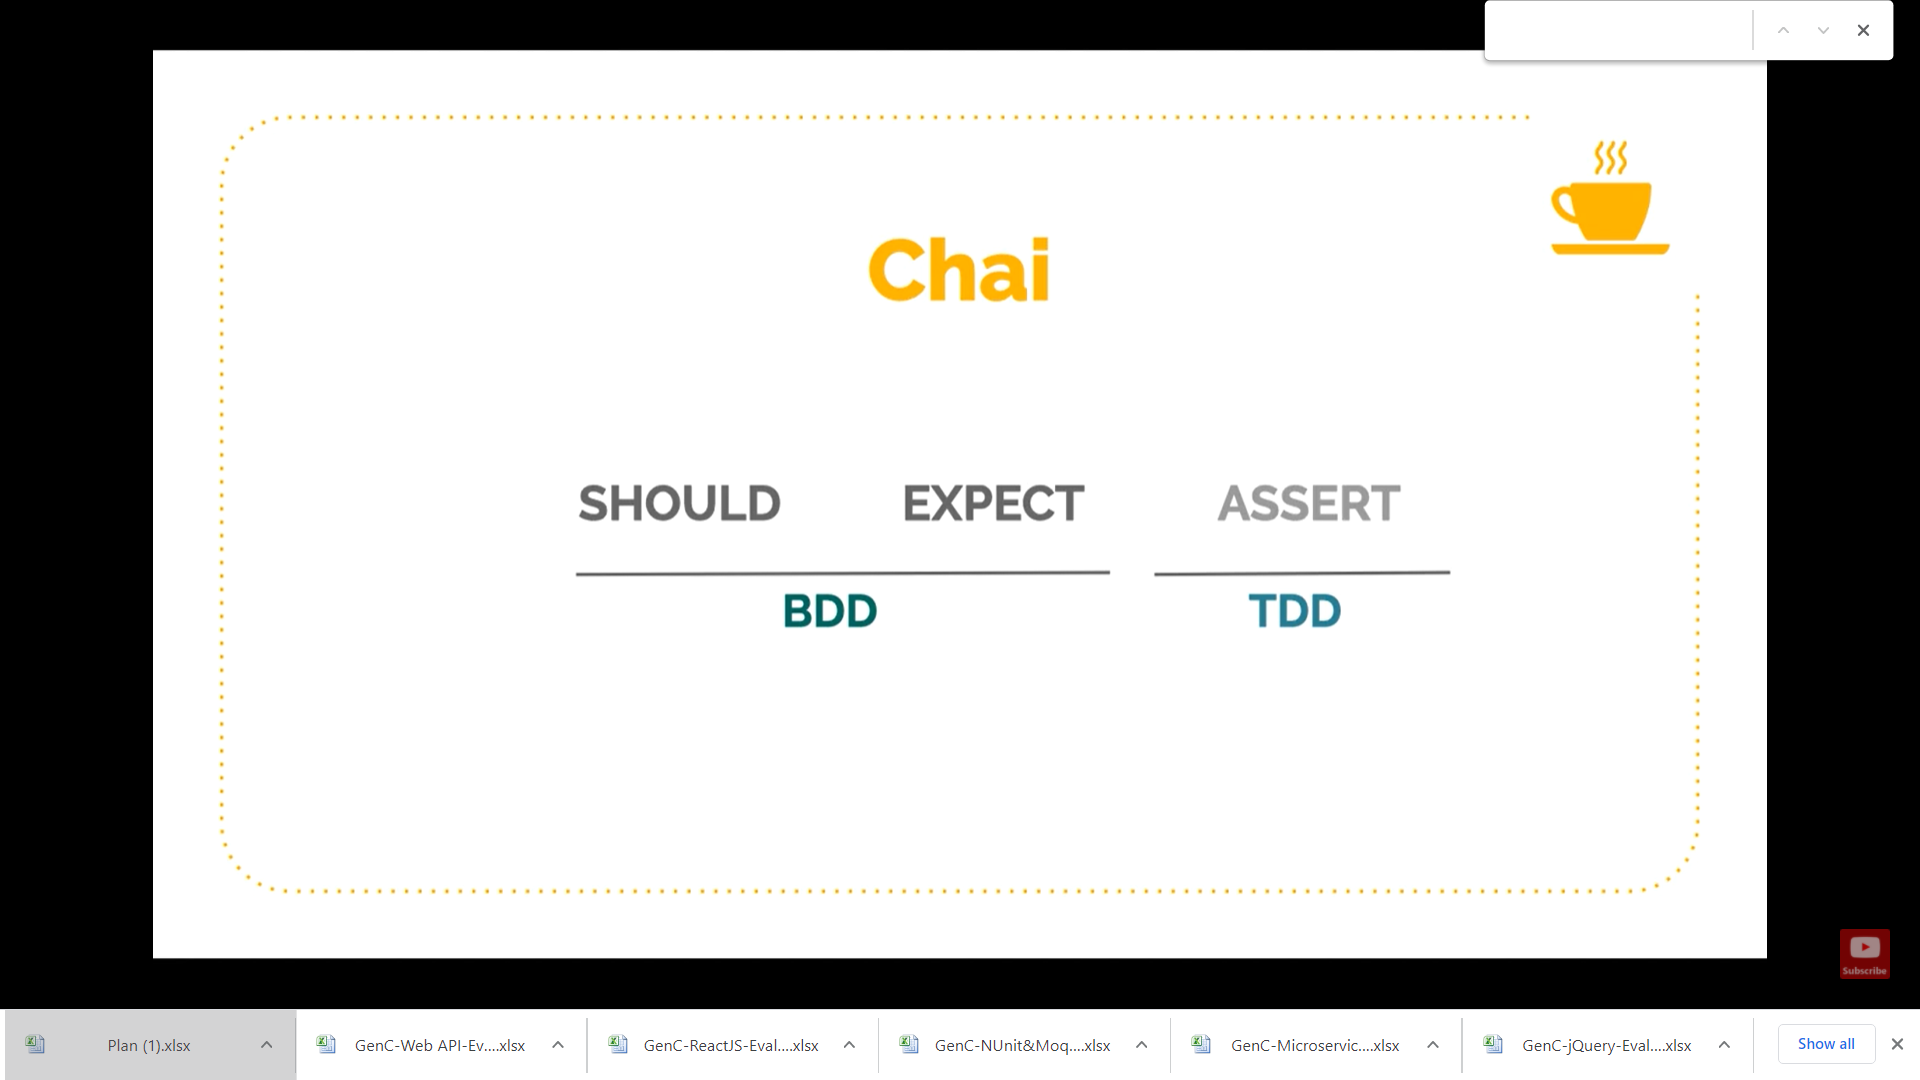 Chai
SHOULD EXPECT ASSERT
BDD TDD
Subscribe
Plan (1).xlsx GenC-Web API-Ev....xlsx GenC-ReactJS-Eval....xlsx GenC-NUnit&Moq....xlsx GenC-Microservic....xlsx GenC-jQuery-Eval....xlsx Show all